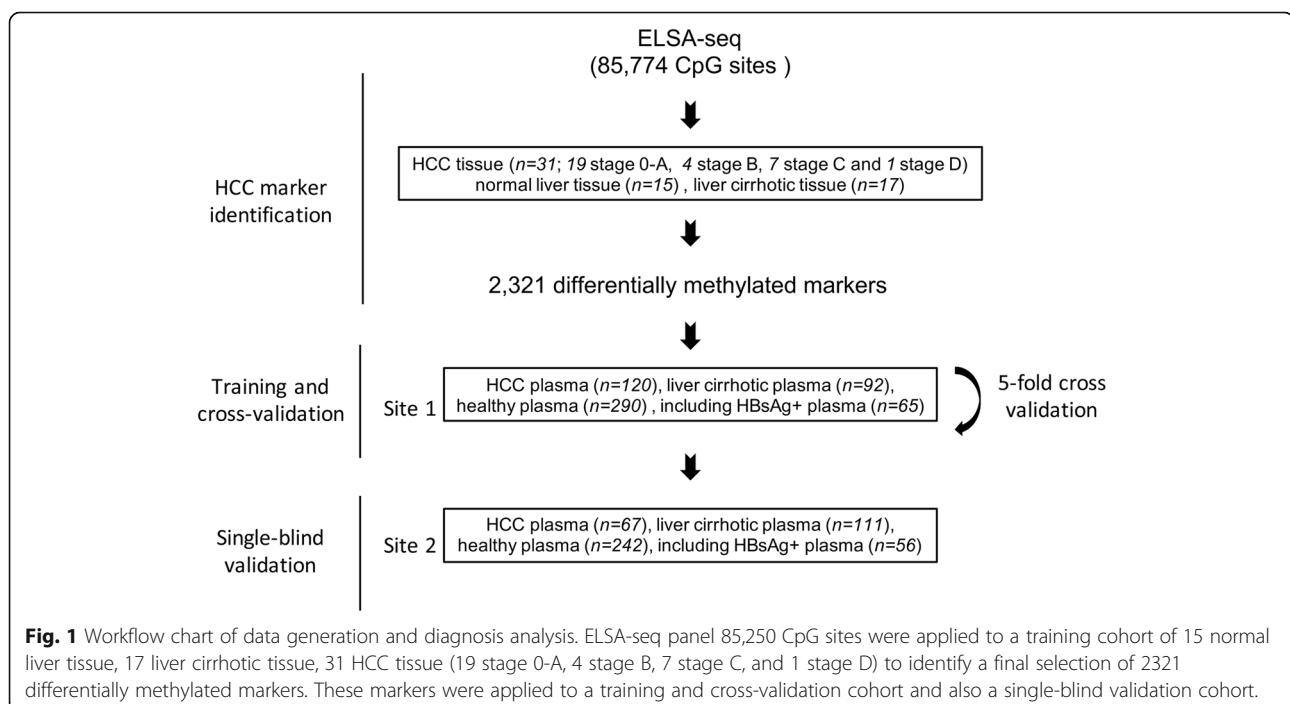 ELSA-seq
(85,774 CpG sites )
HCC marker
identification
HCC tissue (n=31; 19 stage 0-A, 4 stage B, 7 stage C and 1 stage D)
normal liver tissue (n=15) , liver cirrhotic tissue (n=17)
2,321 differentially methylated markers
Training and
cross-validation
Site 1
HCC plasma (n=120), liver cirrhotic plasma (n=92),
healthy plasma (n=290) , including HBsAg+ plasma (n=65)
5-fold cross
validation
Single-blind
validation
Site 2
HCC plasma (n=67), liver cirrhotic plasma (n=111),
healthy plasma (n=242), including HBsAg+ plasma (n=56)
Fig. 1 Workflow chart of data generation and diagnosis analysis. ELSA-seq panel 85,250 CpG sites were applied to a training cohort of 15 normal
liver tissue, 17 liver cirrhotic tissue, 31 HCC tissue (19 stage 0-A, 4 stage B, 7 stage C, and 1 stage D) to identify a final selection of 2321
differentially methylated markers. These markers were applied to a training and cross-validation cohort and also a single-blind validation cohort.